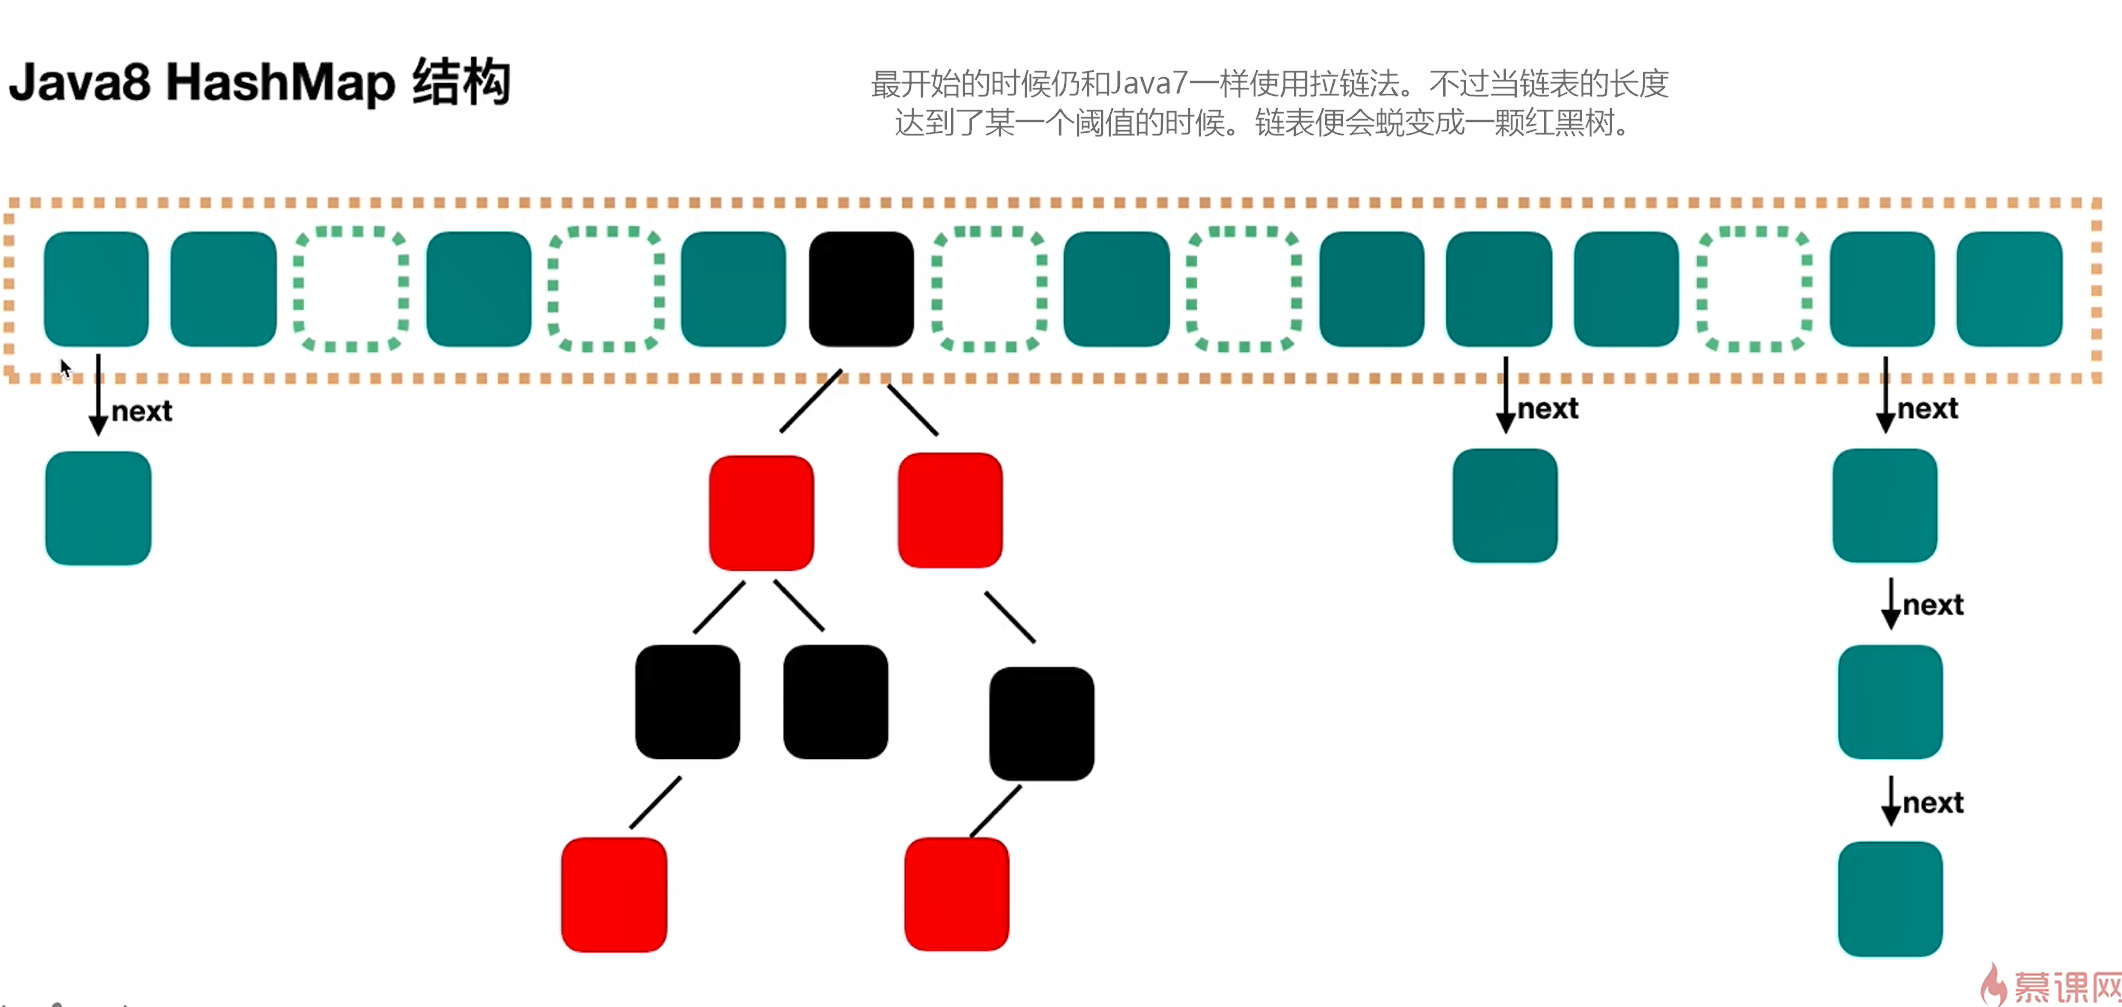 Java8 HashMap 结构
最开始的时候仍和Java7一样使用拉链法。不过当链表的长度
达到了某一个阈值的时候。链表便会蜕变成一颗红黑树。
next
next
next
next
next
慕课网